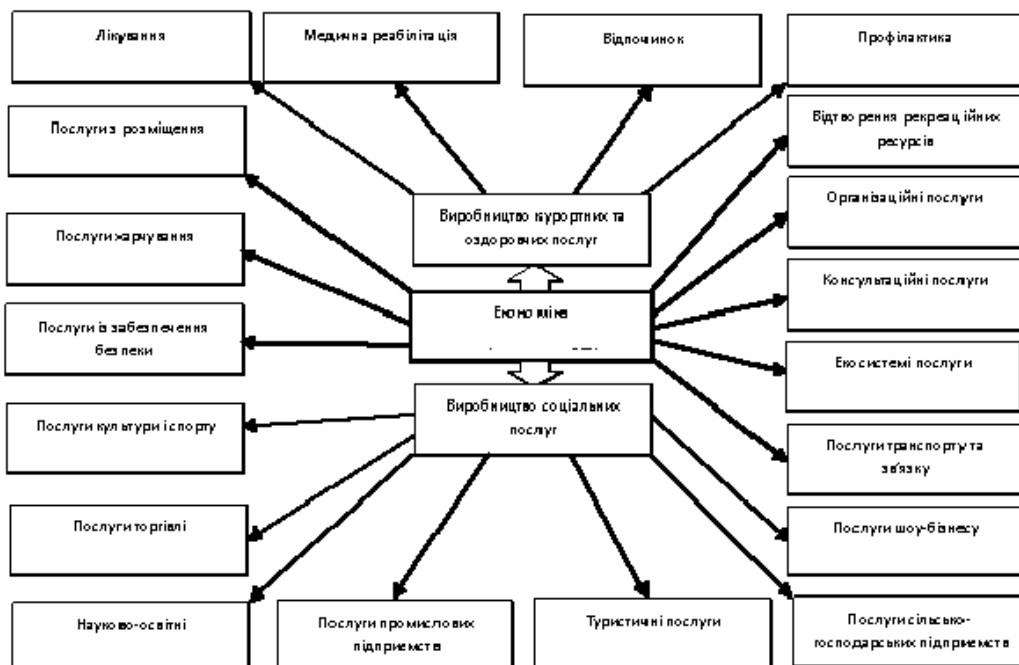 Лікування
Медична реабілітація
Відпочинок
Профілактика
Послуги з розміщення
Відтворення рекреаційних
ресурсів
Виробництво курортних та
оздоровчих послуг
Організаційні послуги
Послуги харчування
Консультаційні послуги
Економіка
Послуги із забезпечення
безпеки
Екосистемі послуги
Виробництво соціальних
послуг
Послуги культури і спорту
Послуги транспорту та
зв'язку
Послуги торгівлі
Послуги шоу-бізнесу
Науково-освітні
Послуги промислових
підприємств
Туристичні послуги
Послуги сільсько-
господарських підприємств